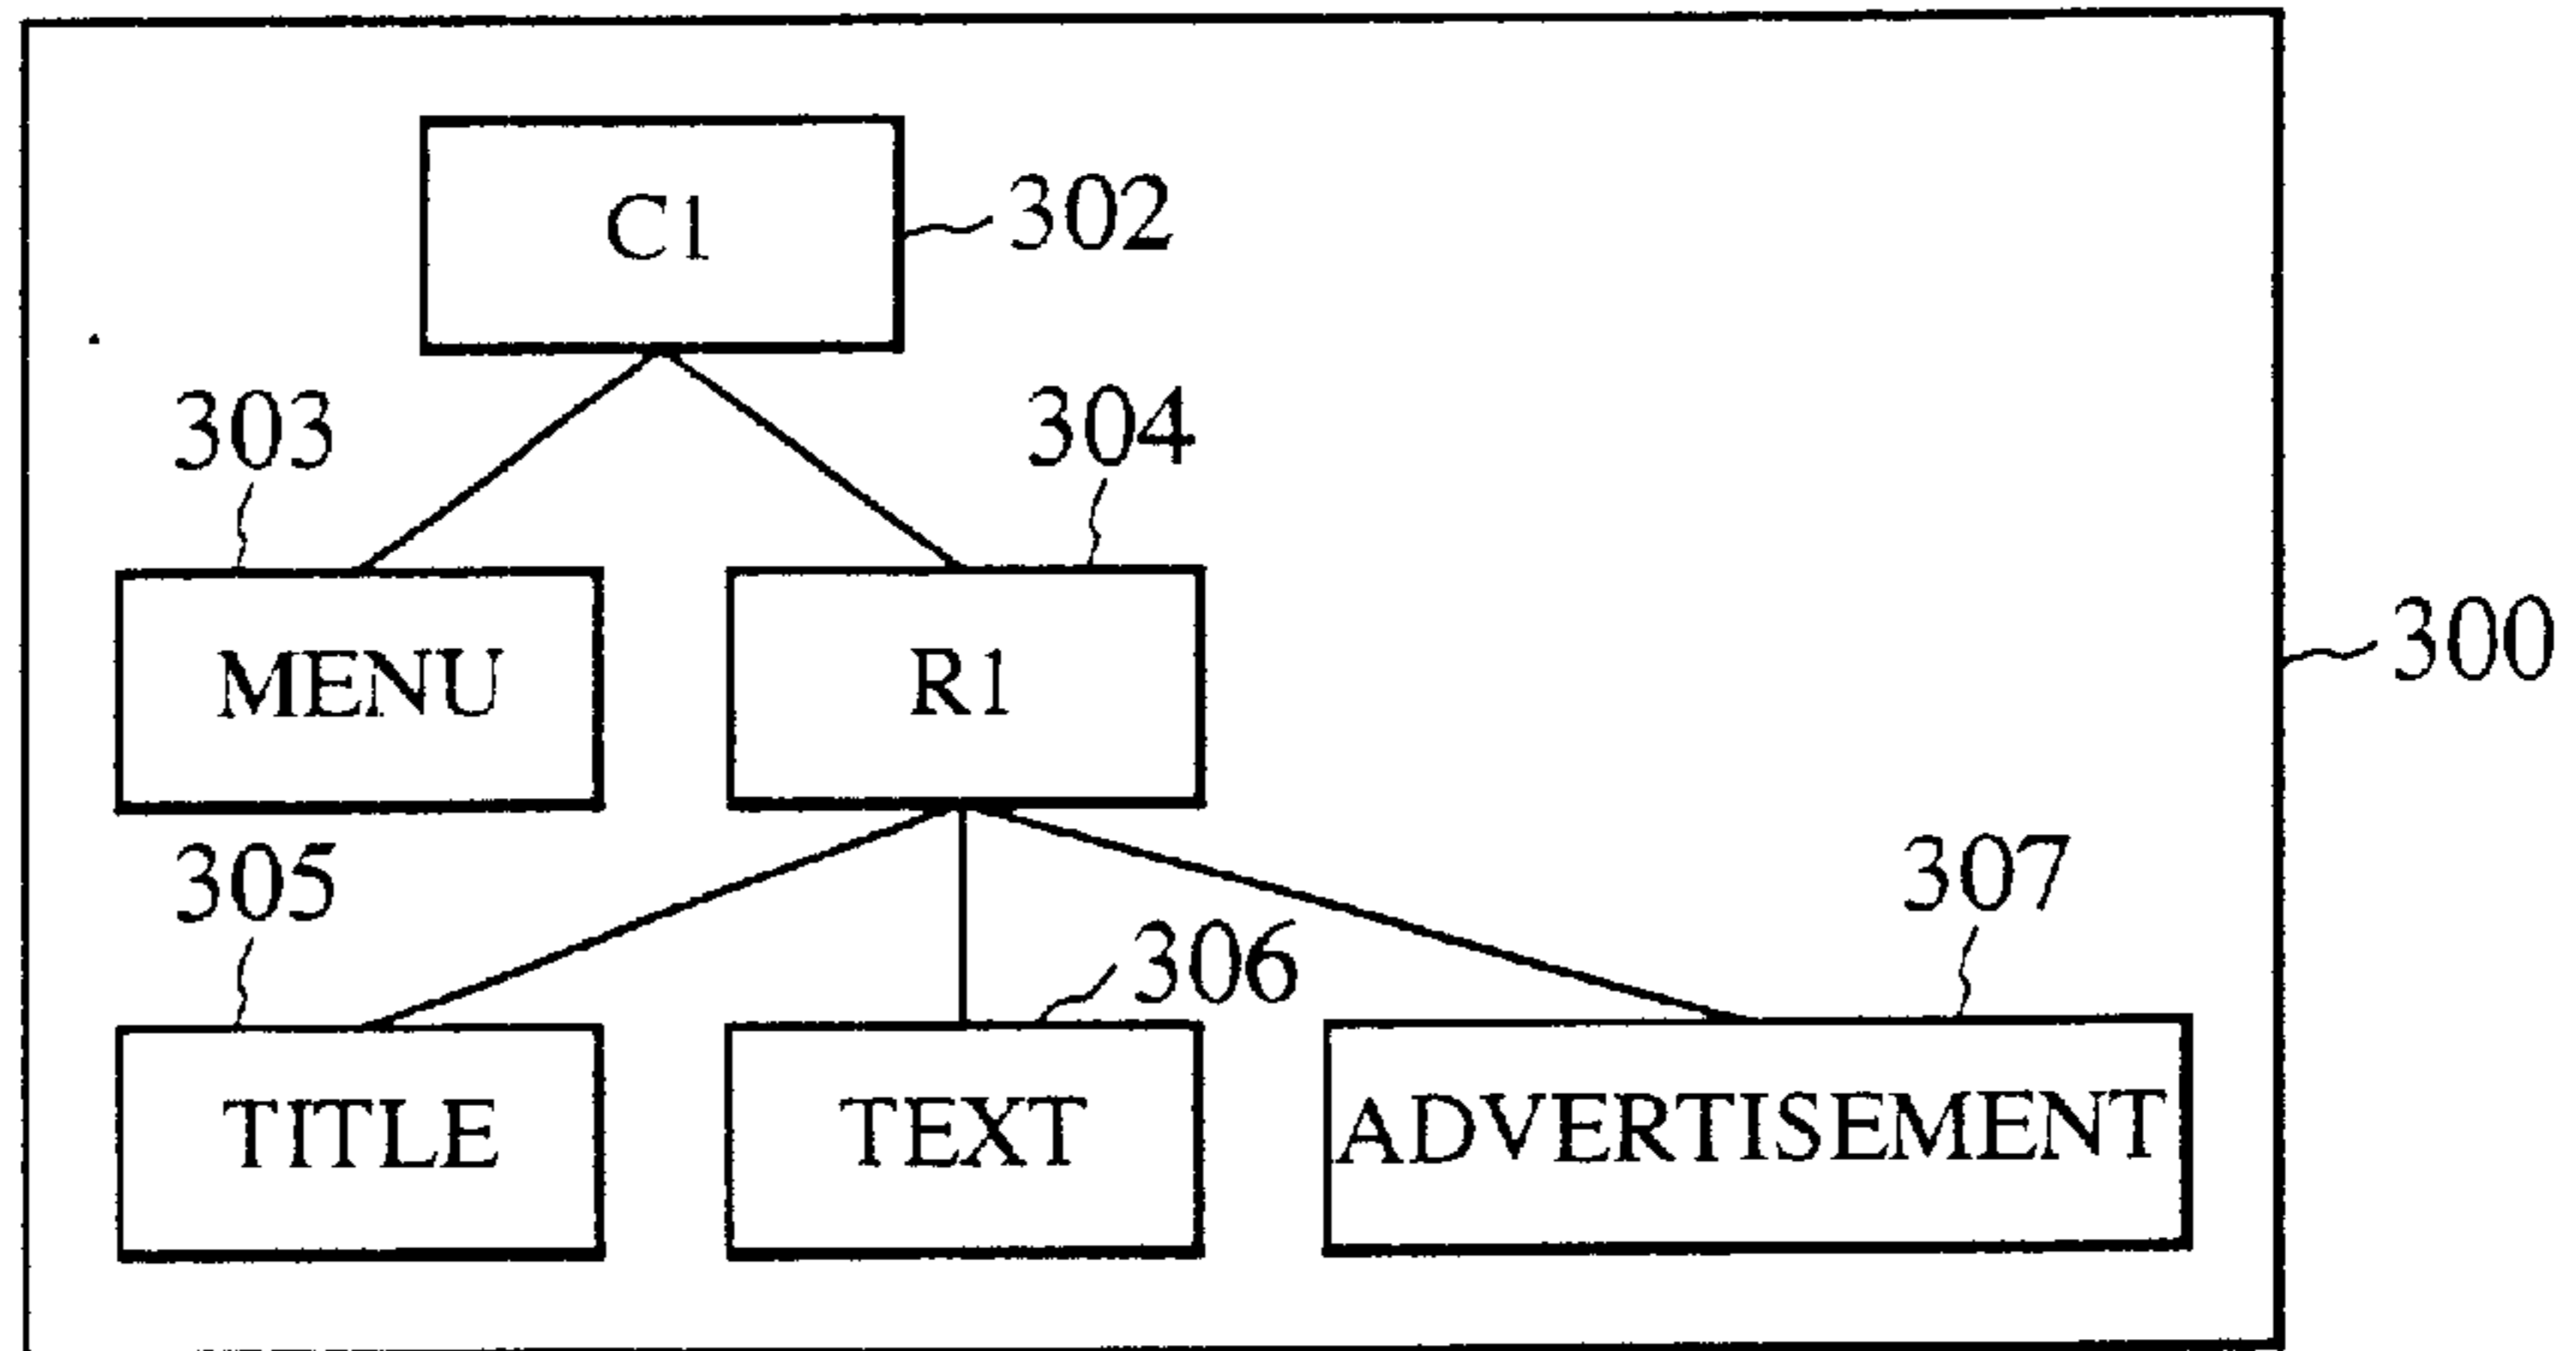 C1
302
303
304
MENU
R1
300
305
306
307
TITLE
TEXT
ADVERTISEMENT